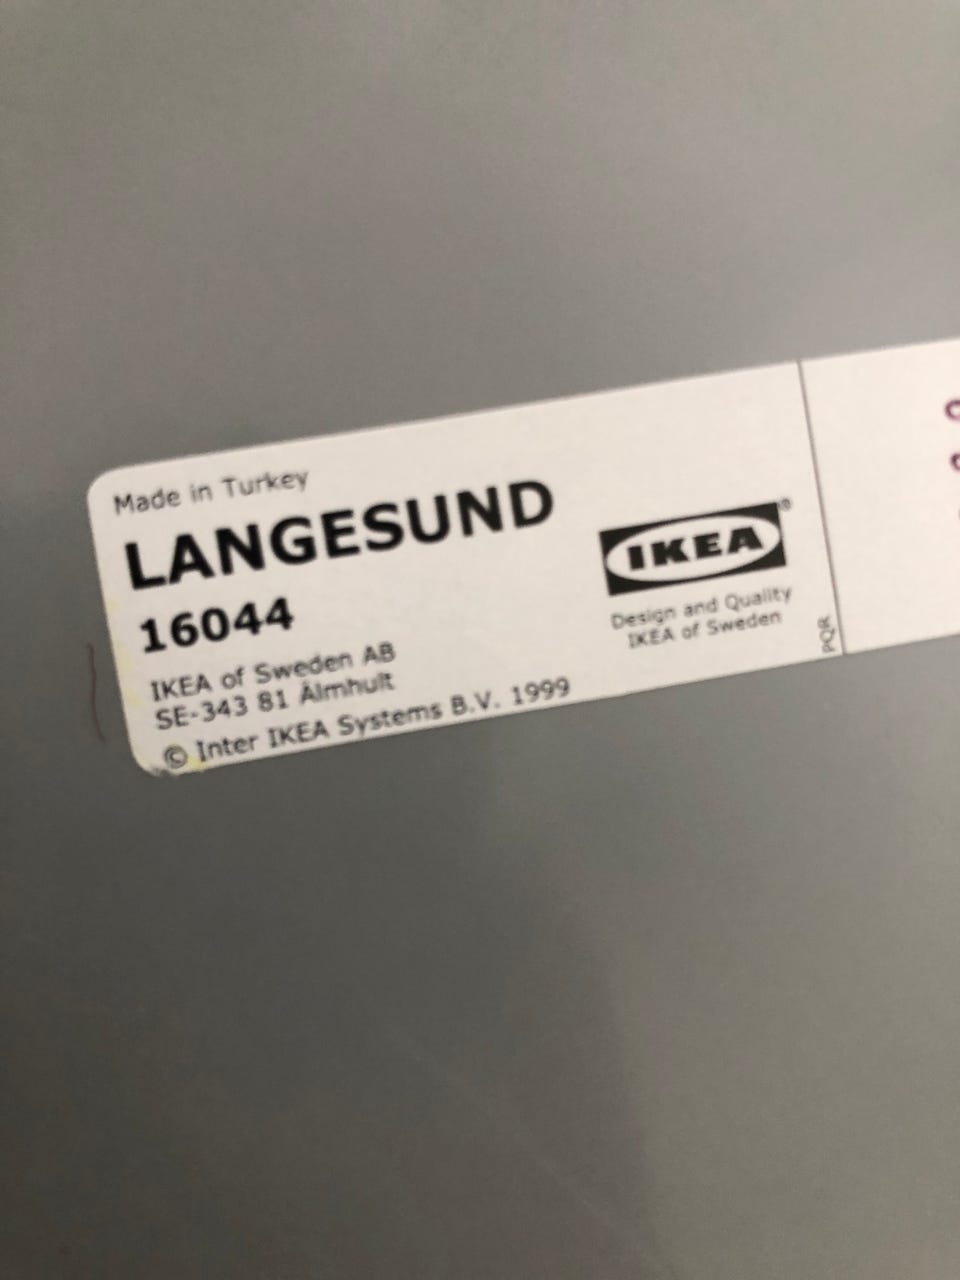 Made in Turkey
LANGESUND
16044
IKEA of Sweden AB
SE-343 81 Älmhult
© Inter IKEA Systems B.V. 1999
IKEA®
Design and Quality
IKEA of Sweden
PQR